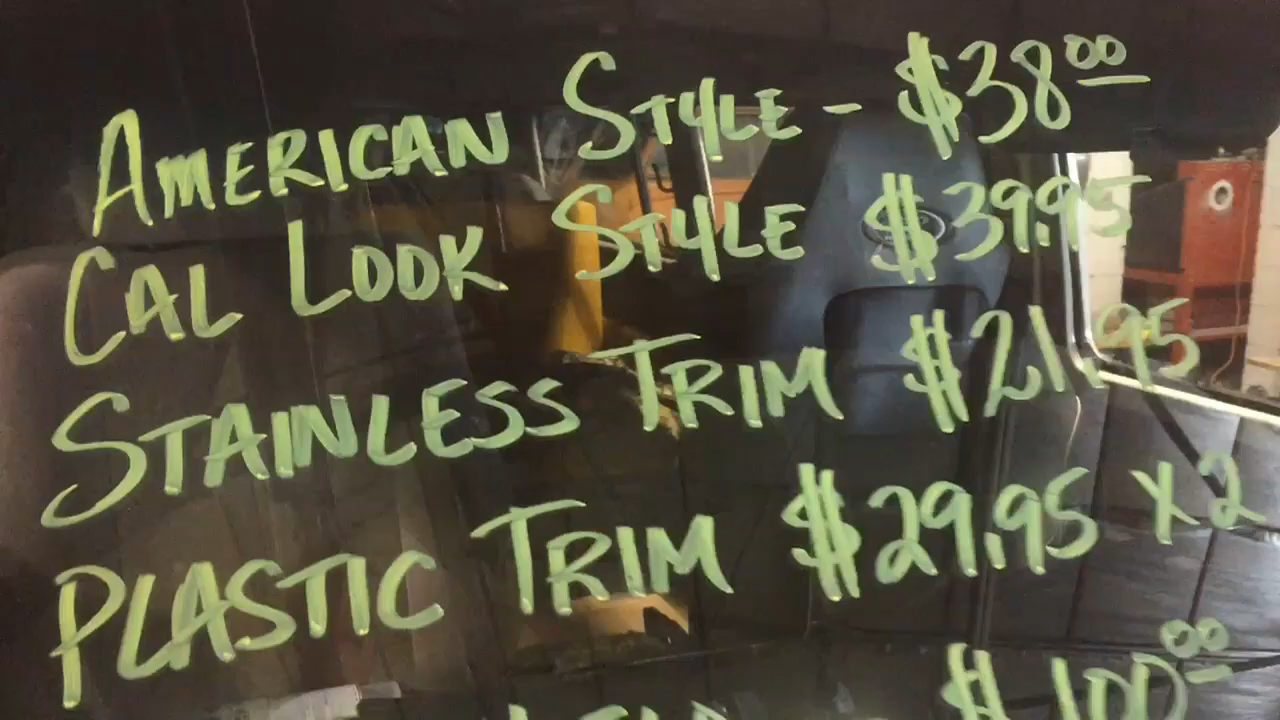 AMERICAN STYLE - $38.00
CAL LOOK STYLE $39.95
STAINLESS TRIM $21.95
PLASTIC TRIM $29.95 x2
$100.00